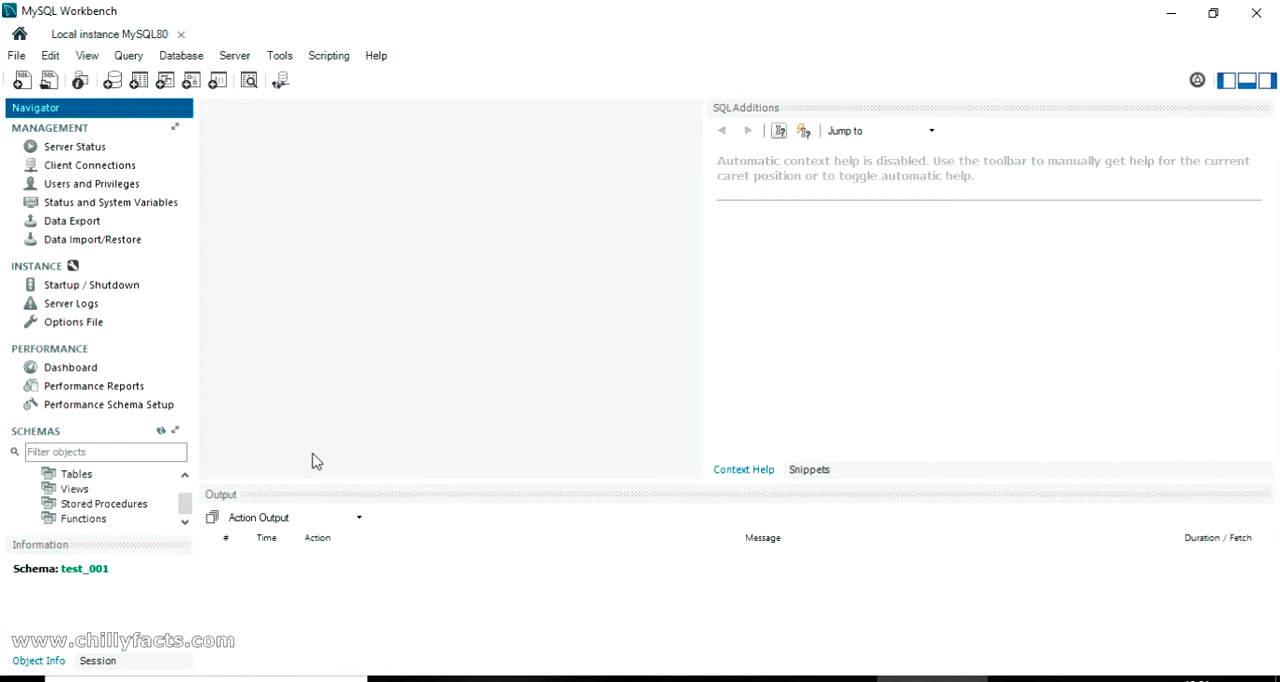 MySQL Workbench
Local instance MySQL80
File Edit View Query Database Server Tools Scripting Help
Navigator
MANAGEMENT
Server Status
Client Connections
Users and Privileges
Status and System Variables
Data Export
Data Import/Restore
INSTANCE
Startup / Shutdown
Server Logs
Options File
PERFORMANCE
Dashboard
Performance Reports
Performance Schema Setup
SCHEMAS
Filter objects
Tables
Views
Stored Procedures
Functions
Information
Schema: test_001
www.chillyfacts.com
Object Info Session
SQLAdditions
Jump to
Automatic context help is disabled. Use the toolbar to manually get help for the current
caret position or to toggle automatic help.
Context Help Snippets
Output
Action Output
# Time Action Message Duration / Fetch